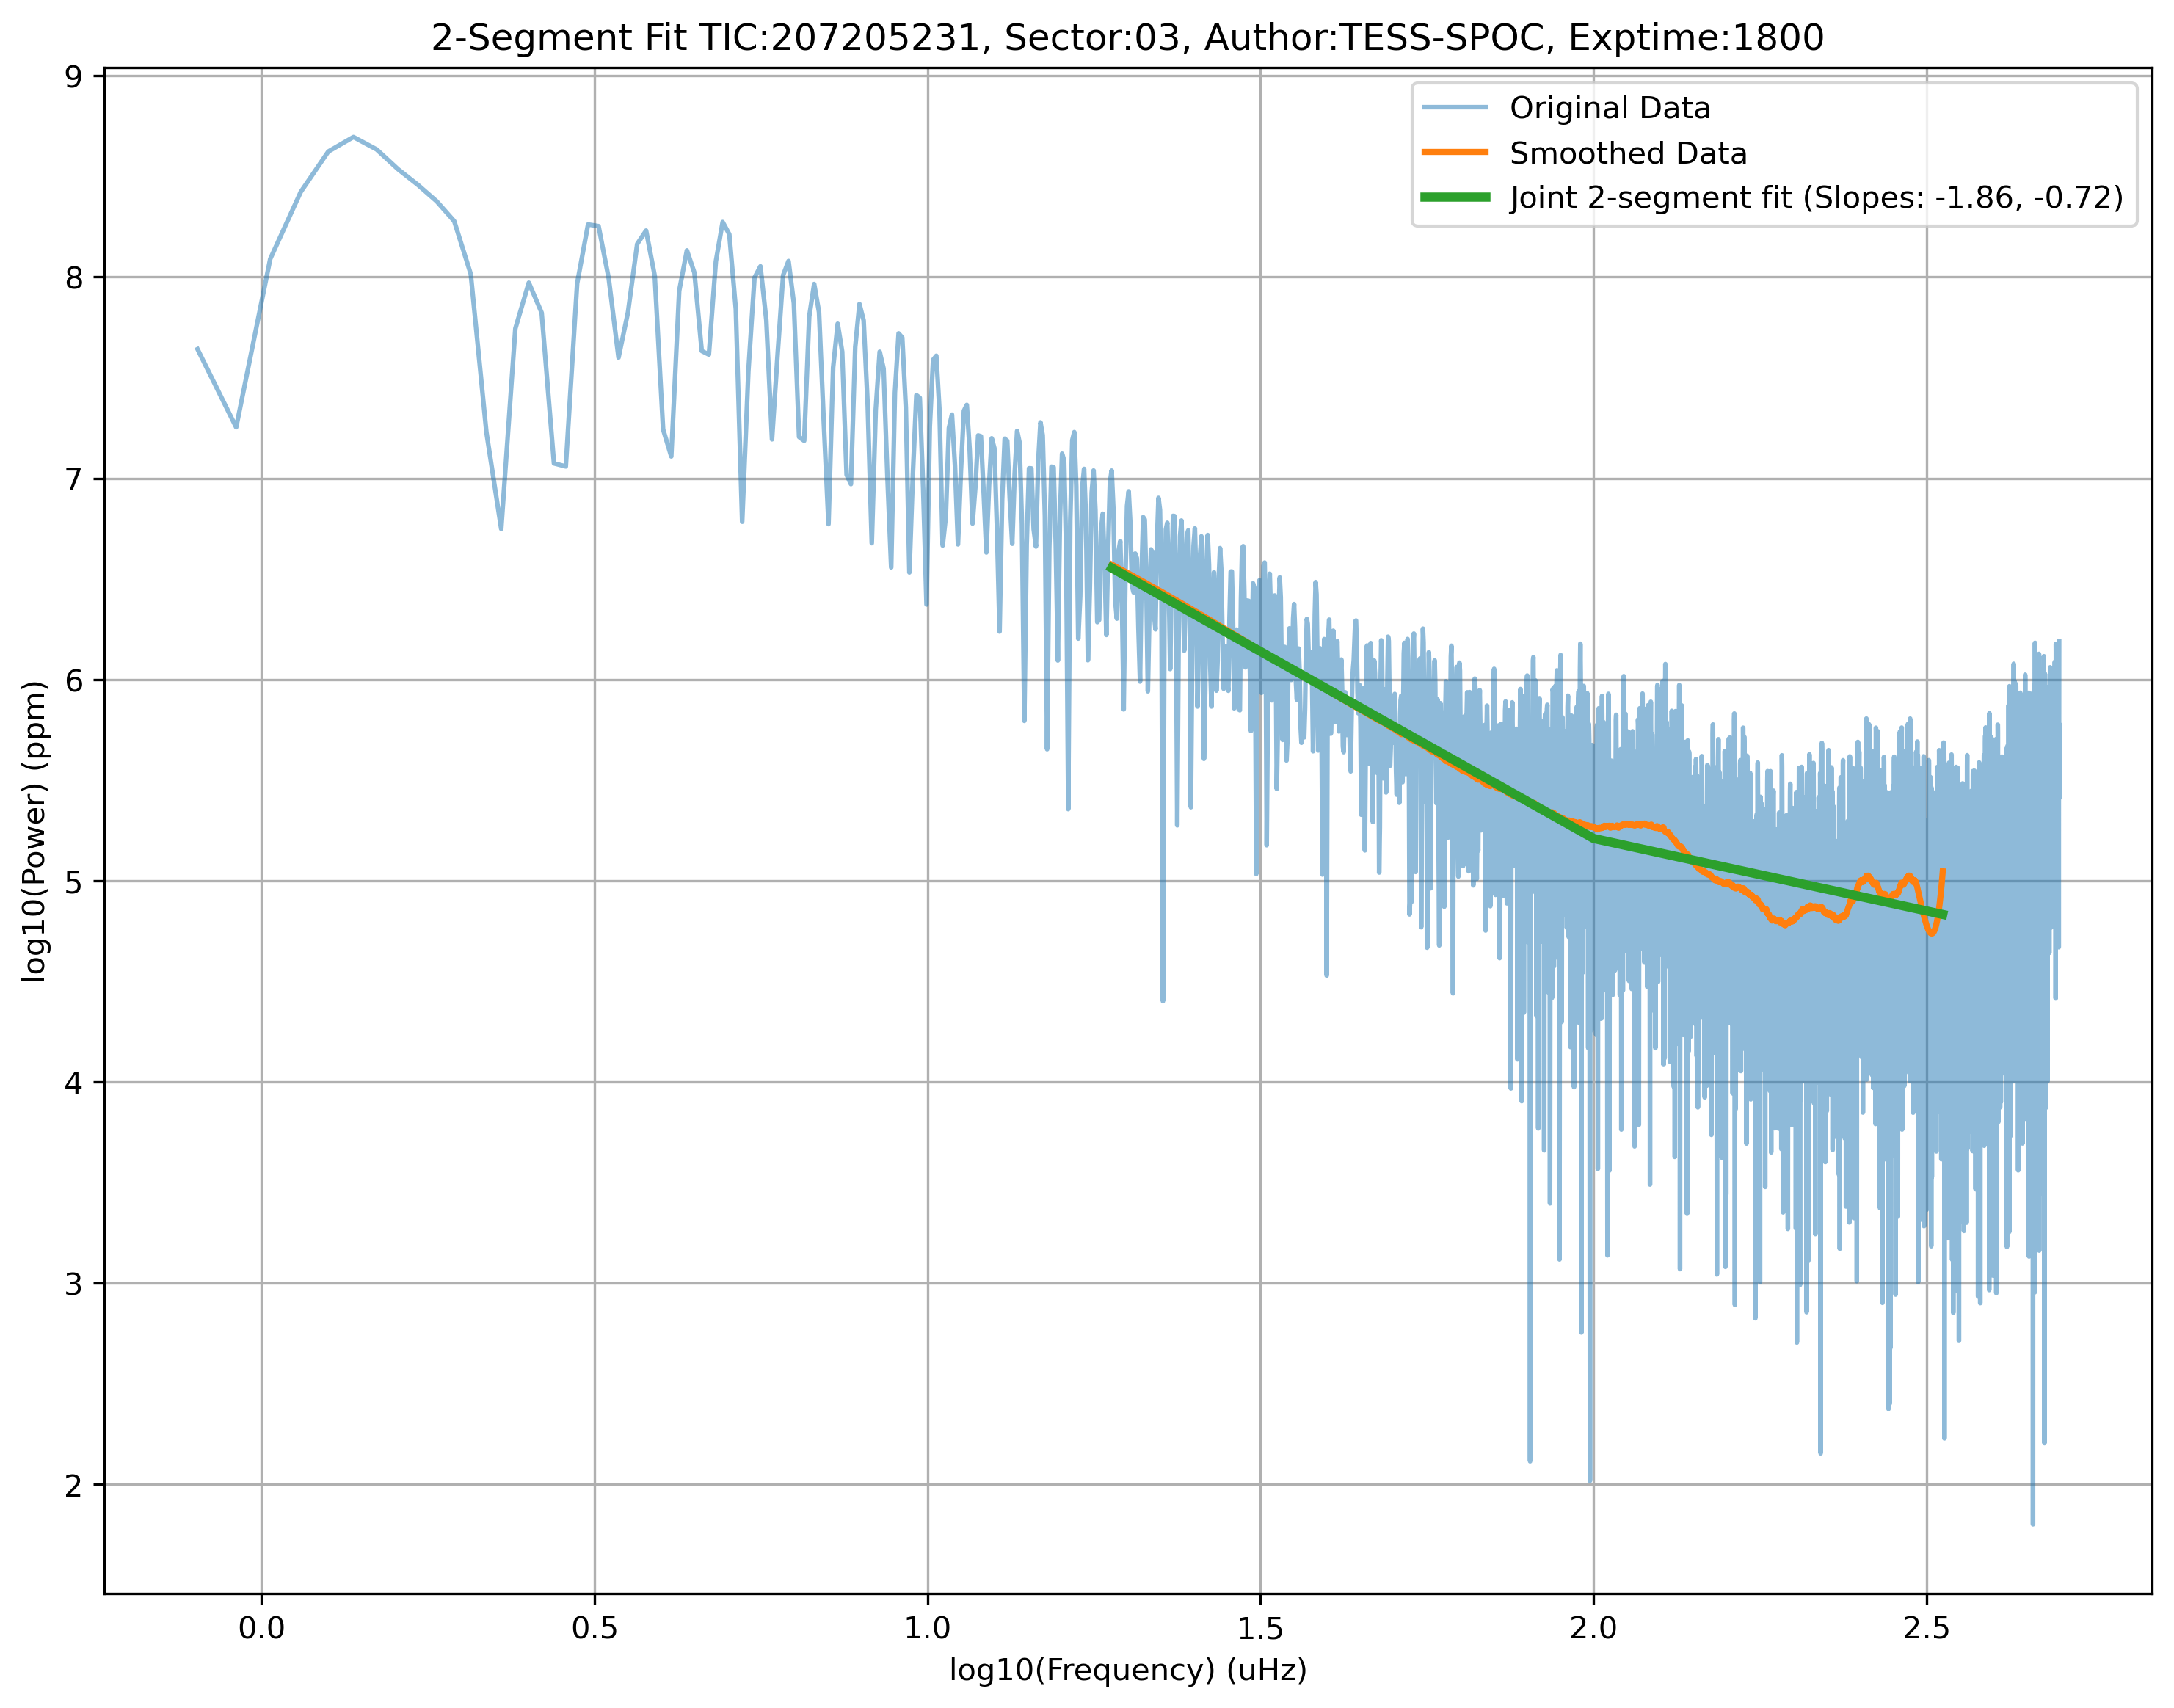 2-Segment Fit TIC:207205231, Sector:03, Author:TESS-SPOC, Exptime:1800
Original Data
Smoothed Data
Joint 2-segment fit (Slopes: -1.86, -0.72)
log10(Power) (ppm)
9
8
7
6
5
4
3
2
0.0 0.5 1.0 1.5 2.0 2.5
log10(Frequency) (uHz)